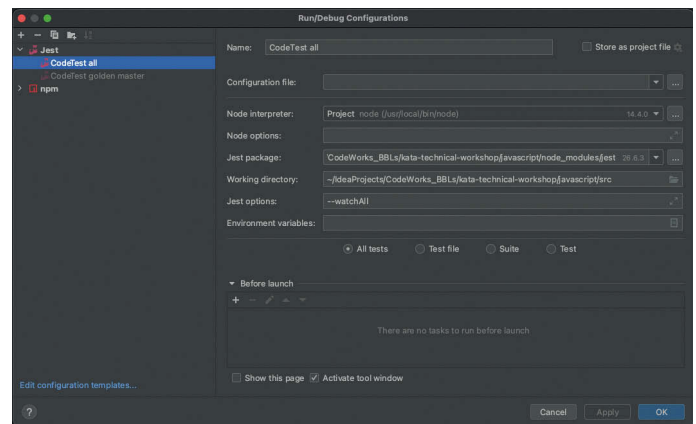 Run/Debug Configurations
Jest
CodeTest all
CodeTest golden master
npm
Edit configuration templates...
Name: CodeTest all
Store as project file
Configuration file:
Node interpreter: Project node (/usr/local/bin/node) 14.4.0
Node options:
Jest package: 'CodeWorks_BBLs/kata-technical-workshop/javascript/node_modules/jest 26.6.3
Working directory: ~/IdeaProjects/CodeWorks_BBLs/kata-technical-workshop/javascript/src
Jest options: --watchAll
Environment variables:
All tests Test file Suite Test
Before launch
There are no tasks to run before launch
Show this page Activate tool window
? Cancel Apply OK